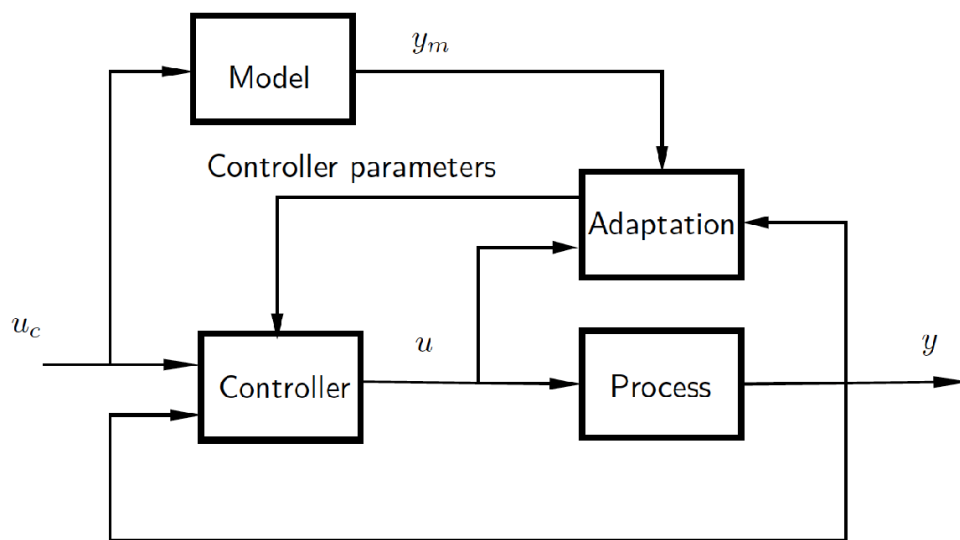 y_m
Model
Controller parameters
Adaptation
u_c
u
y
Controller
Process